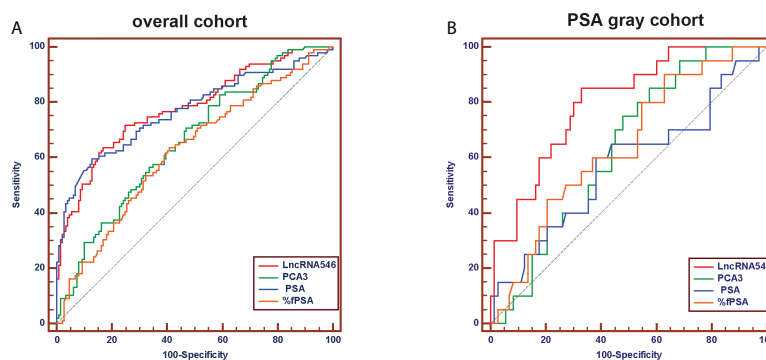 overall cohort
A
100
80
60
40
20
0
Sensitivity
0 20 40 60 80 100
100-Specificity
LncRNA546
PCA3
PSA
%fPSA
PSA gray cohort
B
100
80
60
40
20
0
Sensitivity
0 20 40 60 80 100
100-Specificity
LncRNA54
PCA3
PSA
%fPSA